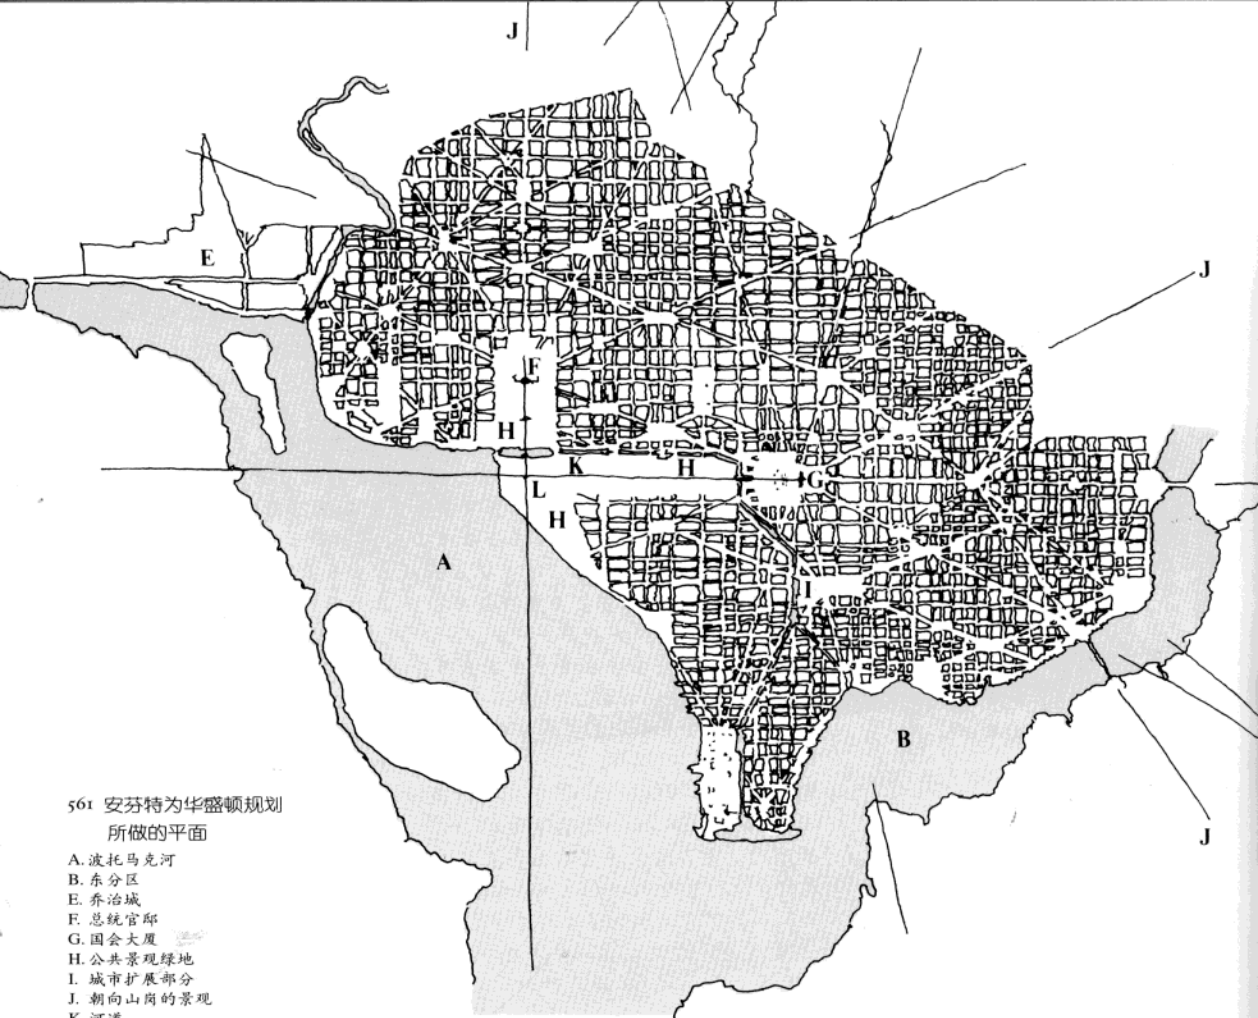 J
E
J
F
H
K
H
G
L
H
A
I
B
J
561 安芬特为华盛顿规划
所做的平面
A. 波托马克河
B. 东分区
E. 乔治城
F. 总统官邸
G. 国会大厦
H. 公共景观绿地
I. 城市扩展部分
J. 朝向山岗的景观
K. 河道